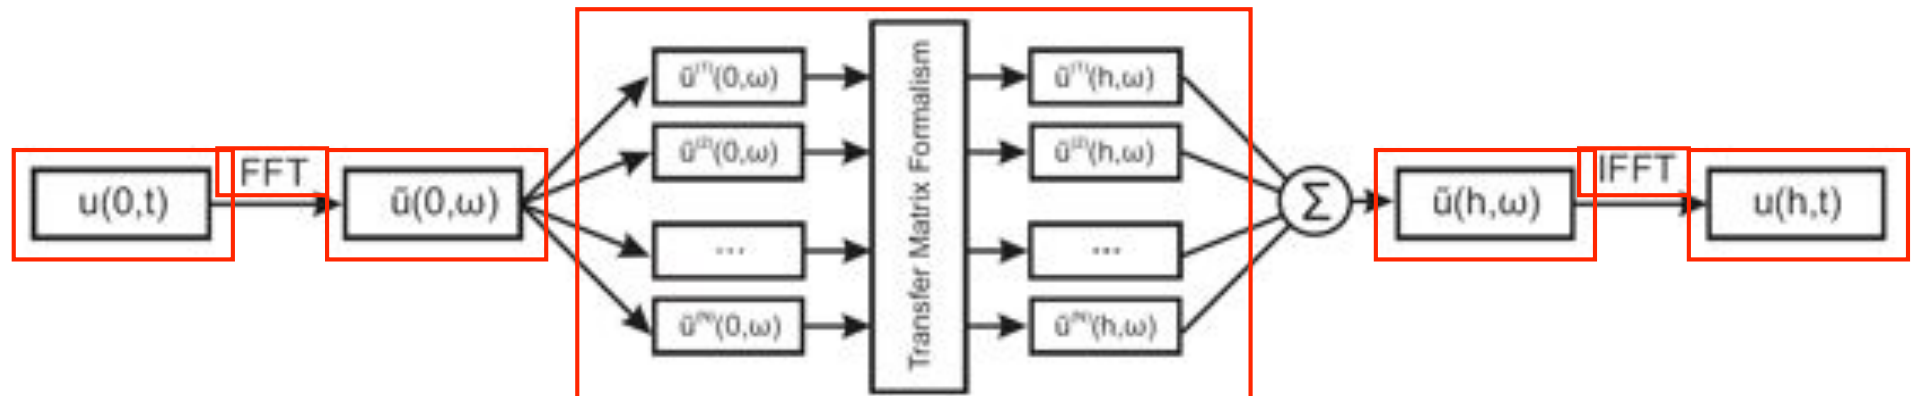 u(0,t)
FFT
ũ(0,ω)
ũ⁽¹⁾(0,ω)
ũ⁽²⁾(0,ω)
...
ũ⁽ᴺ⁾(0,ω)
Transfer Matrix Formalism
ũ⁽¹⁾(h,ω)
ũ⁽²⁾(h,ω)
...
ũ⁽ᴺ⁾(h,ω)
Σ
ũ(h,ω)
IFFT
u(h,t)